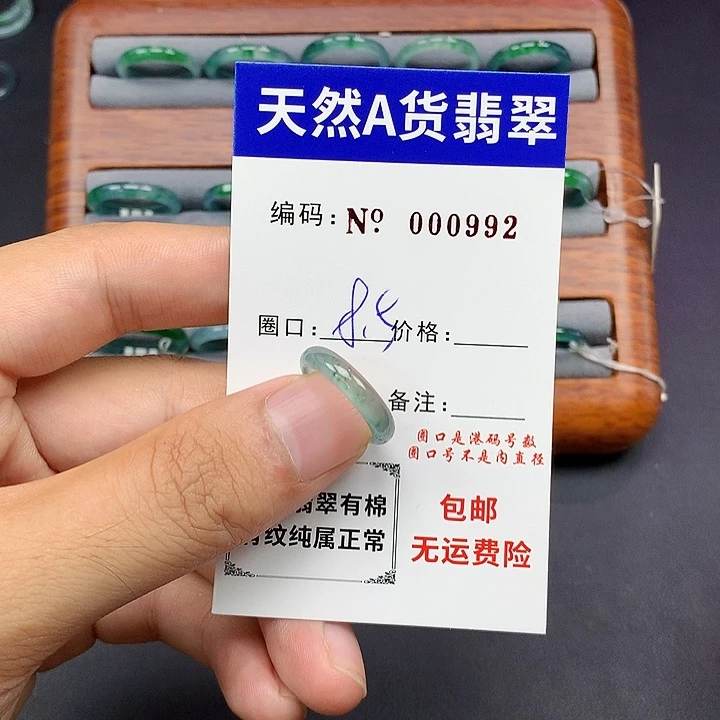 天然A货翡翠
编码: Nº 000992
圈口: 8.5 价格:
备注:
圈口是港码号数
圈口号不是内直径
翡翠有棉
有纹纯属正常
包邮
无运费险